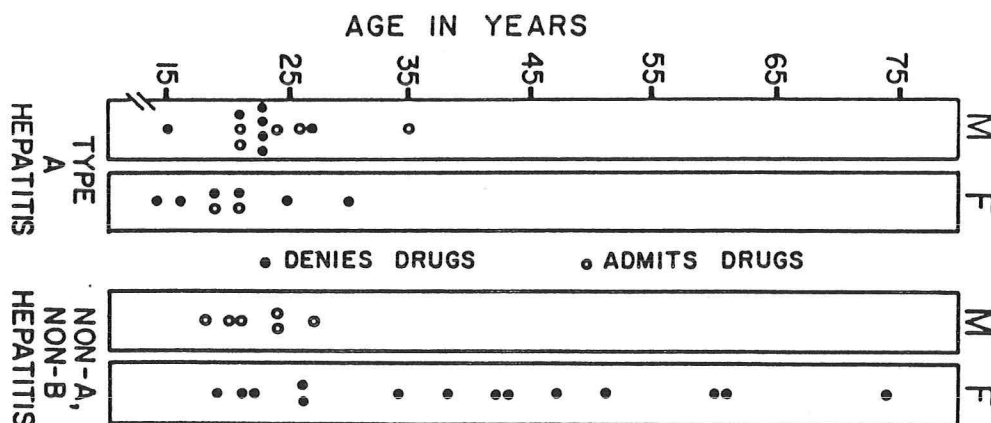 AGE IN YEARS
15 25 35 45 55 65 75
M
TYPE
A
HEPATITIS
F
DENIES DRUGS
ADMITS DRUGS
M
NON-A,
NON-B
HEPATITIS
F